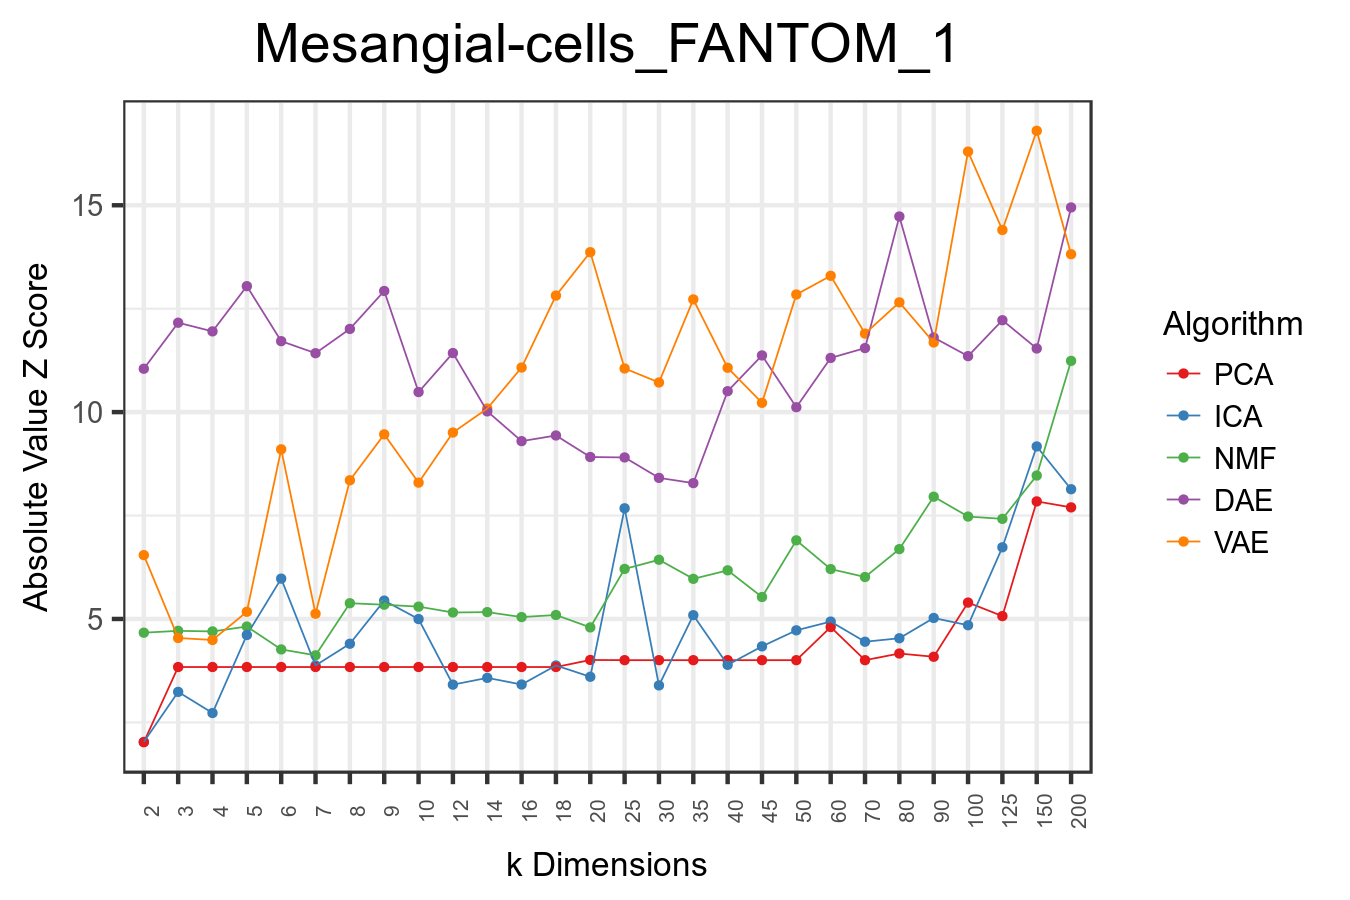 Mesangial-cells_FANTOM_1
Absolute Value Z Score
15
10
5
2 3 4 5 6 7 8 9 10 12 14 16 18 20 25 30 35 40 45 50 60 70 80 90 100 125 150 200
k Dimensions
Algorithm
PCA
ICA
NMF
DAE
VAE